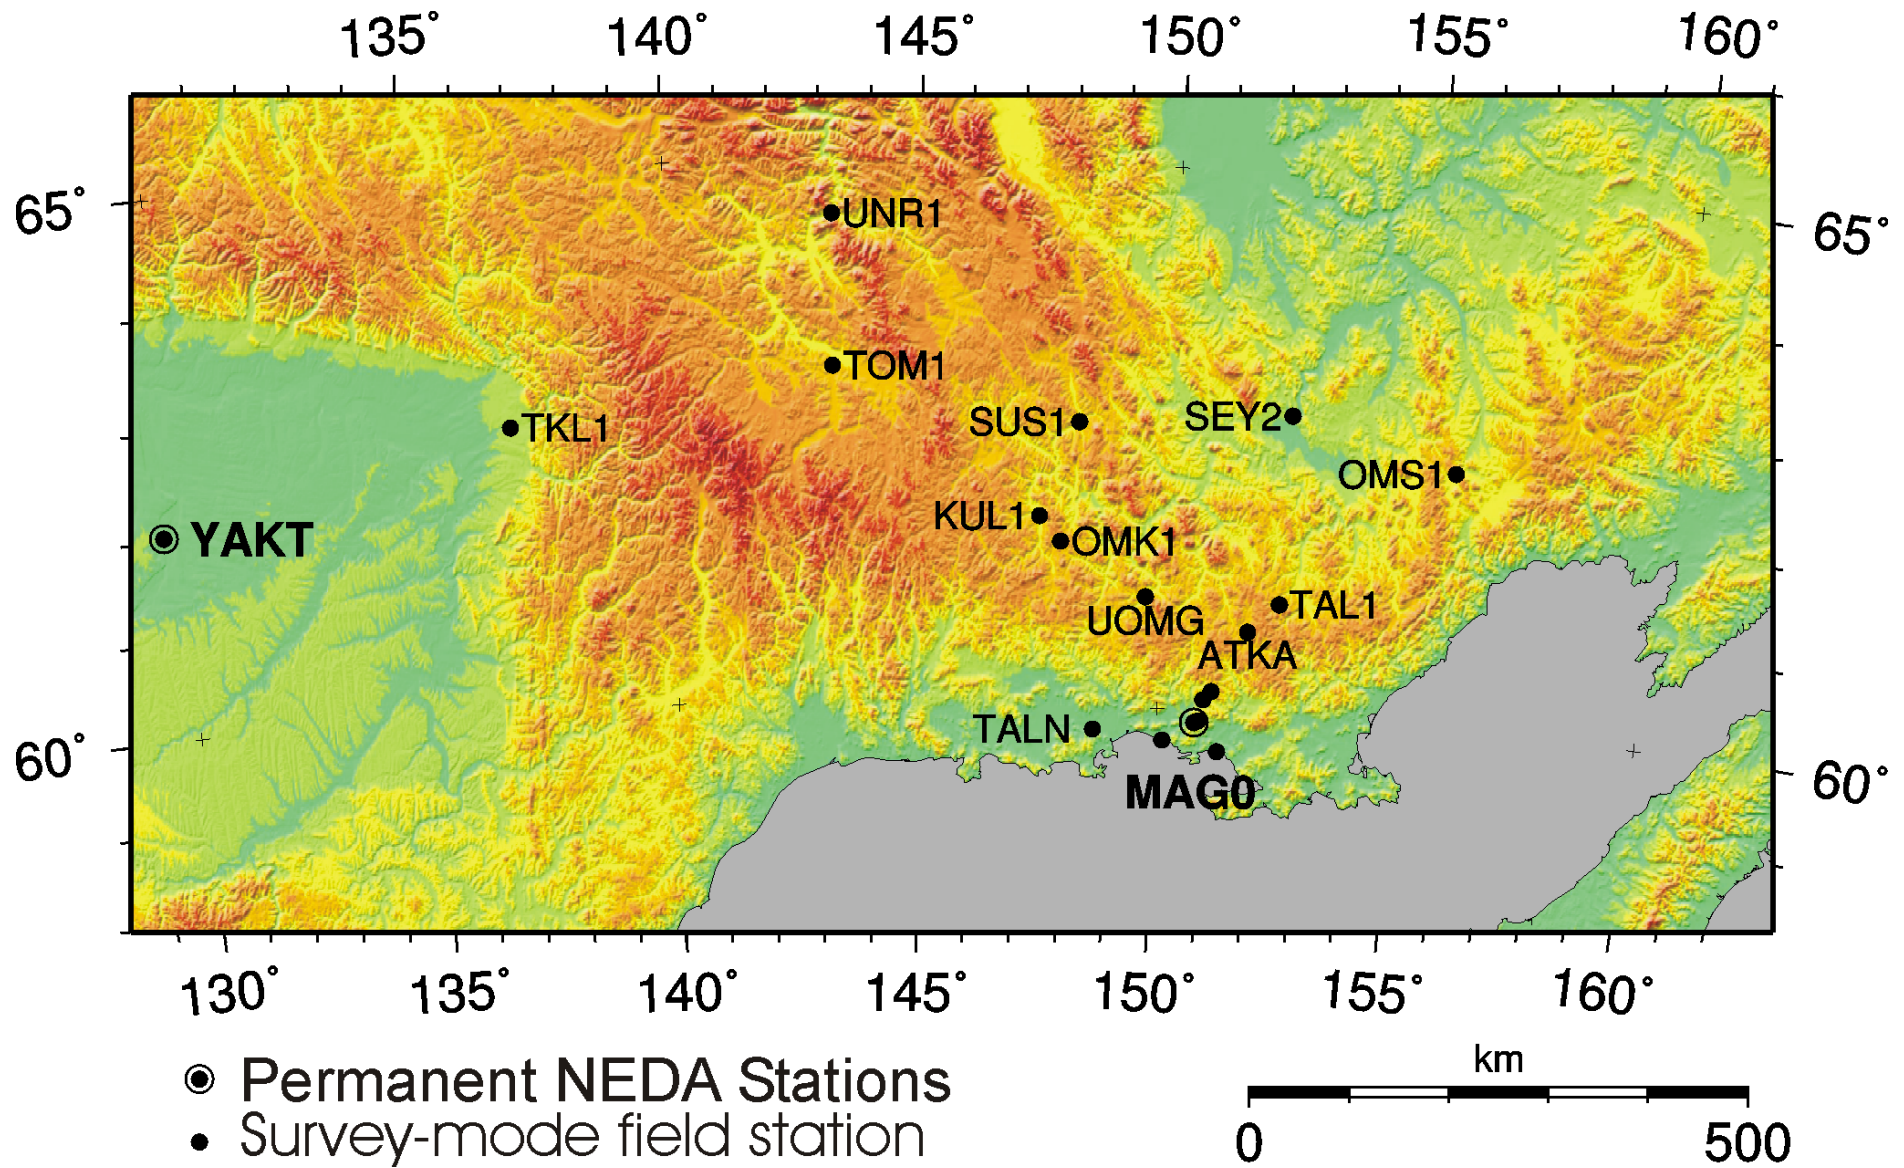 135° 140° 145° 150° 155° 160°
65°
65°
UNR1
TOM1
SUS1
SEY2
TKL1
OMS1
KUL1
YAKT
OMK1
TAL1
UOMG
ATKA
TALN
60°
60°
MAG0
130° 135° 140° 145° 150° 155° 160°
Permanent NEDA Stations
Survey-mode field station
km
0 500